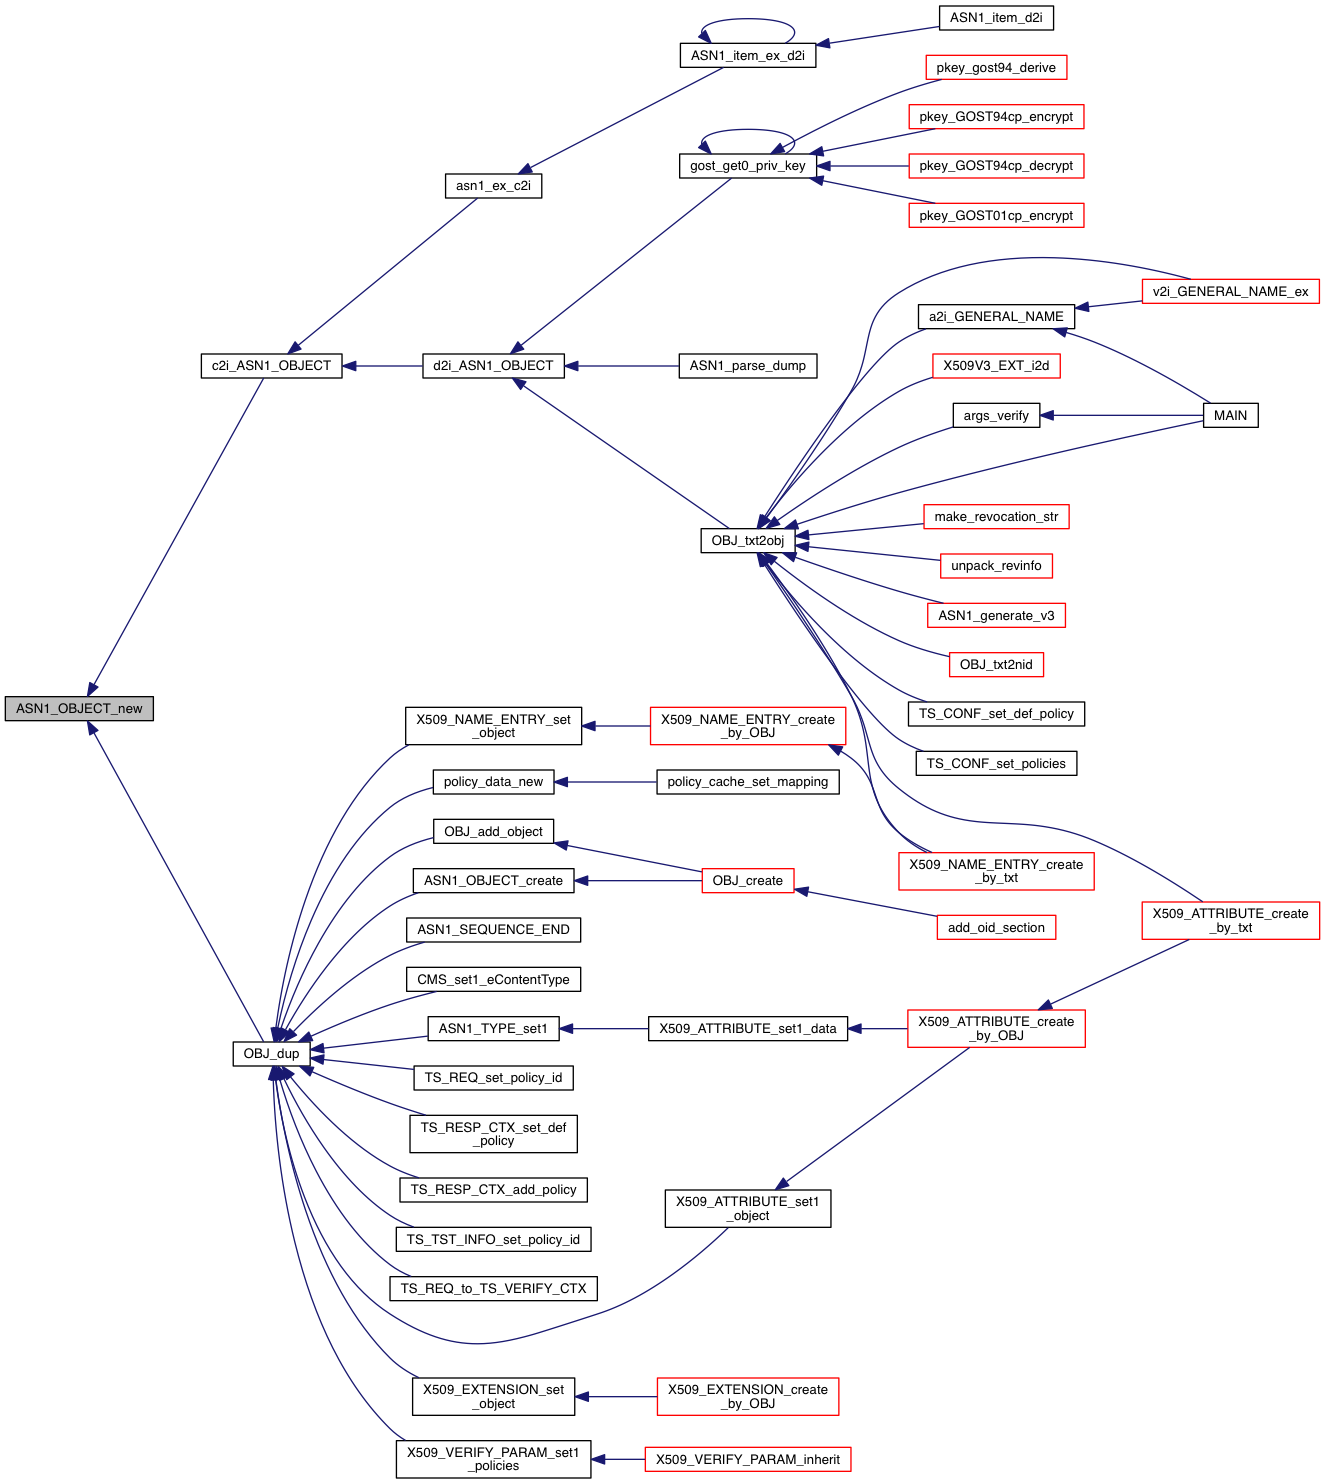 ASN1_item_d2i
ASN1_item_ex_d2i
pkey_gost94_derive
pkey_GOST94cp_encrypt
gost_get0_priv_key
pkey_GOST94cp_decrypt
asn1_ex_c2i
pkey_GOST01cp_encrypt
v2i_GENERAL_NAME_ex
a2i_GENERAL_NAME
c2i_ASN1_OBJECT
d2i_ASN1_OBJECT
ASN1_parse_dump
X509V3_EXT_i2d
args_verify
MAIN
make_revocation_str
OBJ_txt2obj
unpack_revinfo
ASN1_generate_v3
OBJ_txt2nid
ASN1_OBJECT_new
TS_CONF_set_def_policy
X509_NAME_ENTRY_set
_object
X509_NAME_ENTRY_create
_by_OBJ
TS_CONF_set_policies
policy_data_new
policy_cache_set_mapping
OBJ_add_object
X509_NAME_ENTRY_create
_by_txt
ASN1_OBJECT_create
OBJ_create
X509_ATTRIBUTE_create
_by_txt
ASN1_SEQUENCE_END
add_oid_section
CMS_set1_eContentType
ASN1_TYPE_set1
X509_ATTRIBUTE_set1_data
X509_ATTRIBUTE_create
_by_OBJ
OBJ_dup
TS_REQ_set_policy_id
TS_RESP_CTX_set_def
_policy
TS_RESP_CTX_add_policy
X509_ATTRIBUTE_set1
_object
TS_TST_INFO_set_policy_id
TS_REQ_to_TS_VERIFY_CTX
X509_EXTENSION_set
_object
X509_EXTENSION_create
_by_OBJ
X509_VERIFY_PARAM_set1
_policies
X509_VERIFY_PARAM_inherit